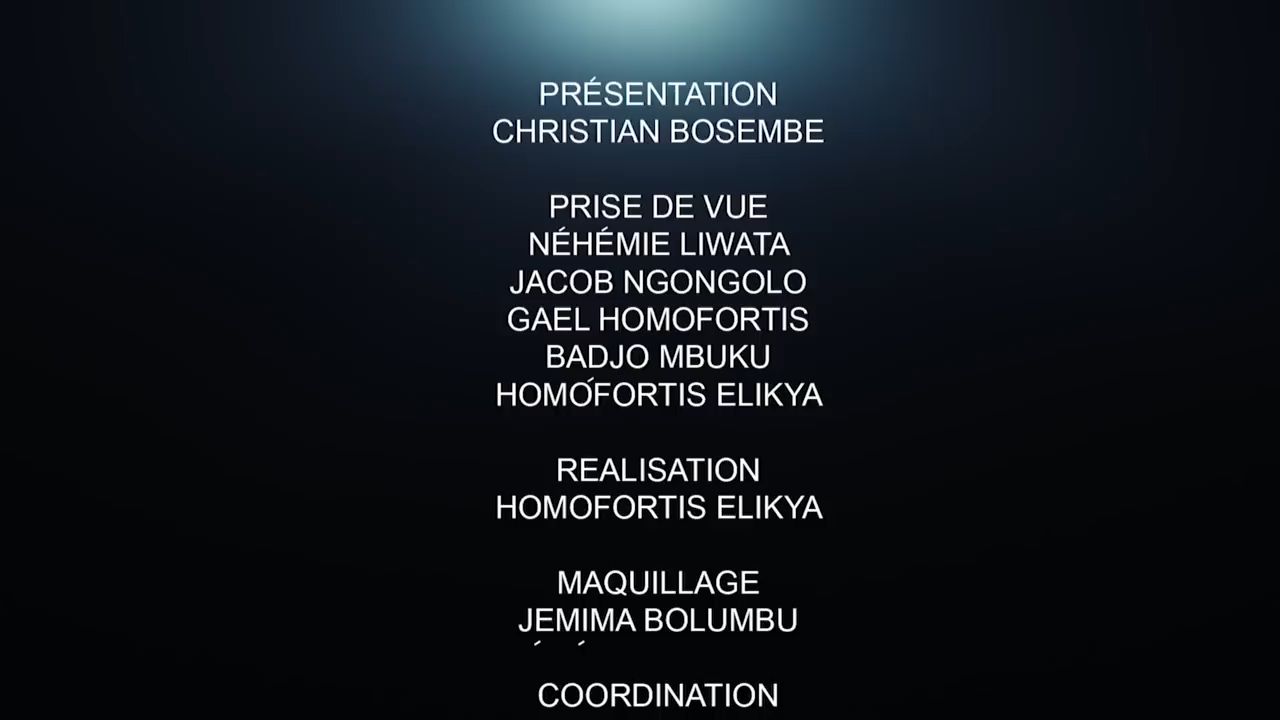 PRÉSENTATION
CHRISTIAN BOSEMBE
PRISE DE VUE
NÉHÉMIE LIWATA
JACOB NGONGOLO
GAEL HOMOFORTIS
BADJO MBUKU
HOMOFORTIS ELIKYA
REALISATION
HOMOFORTIS ELIKYA
MAQUILLAGE
JEMIMA BOLUMBU
COORDINATION